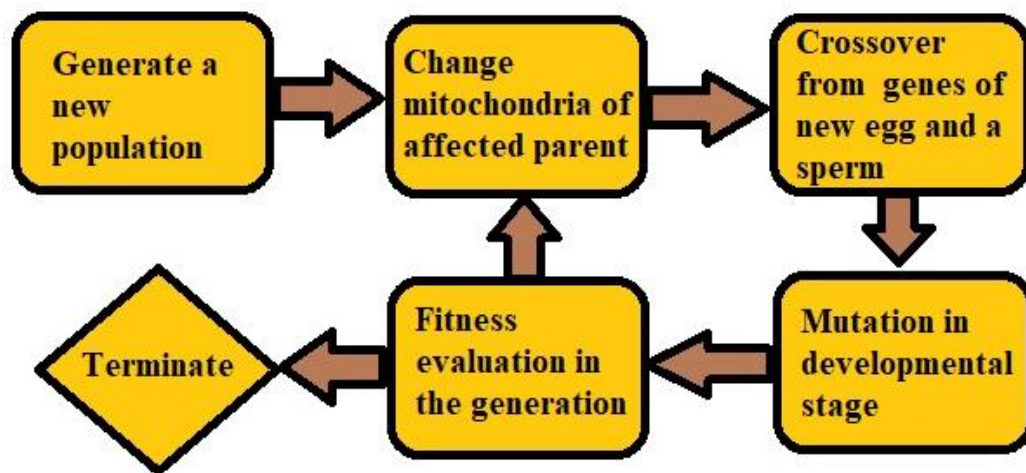 Generate a
new
population
Change
mitochondria of
affected parent
Crossover
from genes of
new egg and a
sperm
Mutation in
developmental
stage
Fitness
evaluation in
the generation
Terminate